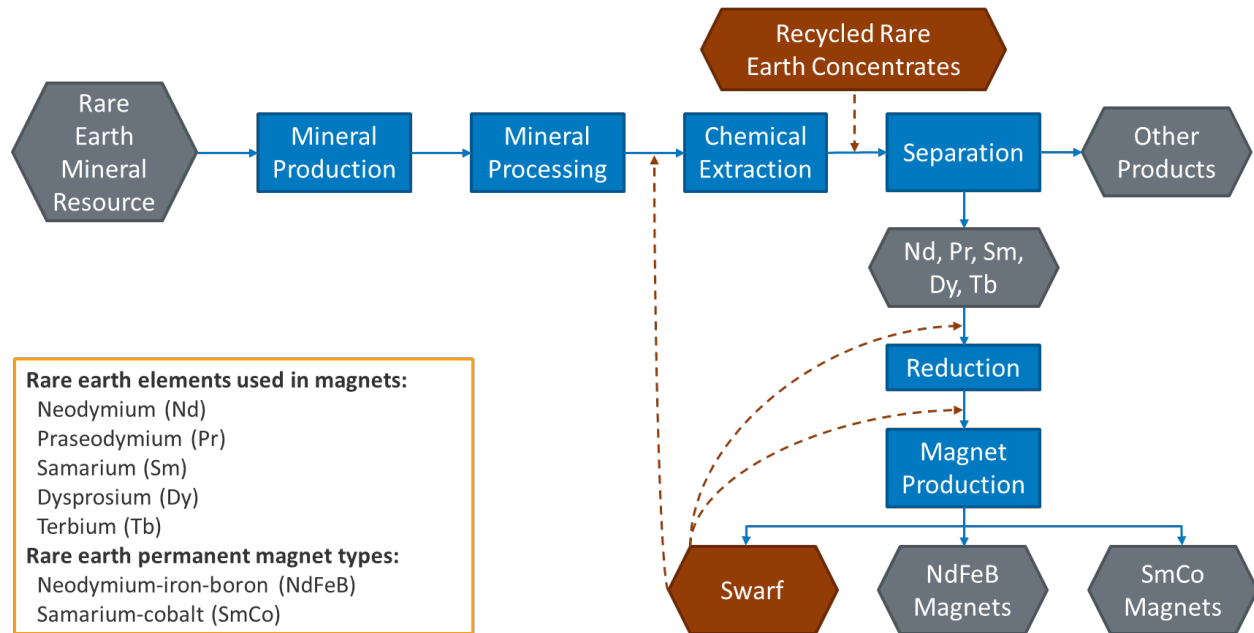 Recycled Rare
Earth Concentrates
Rare
Earth
Mineral
Resource
Mineral
Production
Mineral
Processing
Chemical
Extraction
Separation
Other
Products
Nd, Pr, Sm,
Dy, Tb
Reduction
Magnet
Production
Swarf
NdFeB
Magnets
SmCo
Magnets
Rare earth elements used in magnets:
Neodymium (Nd)
Praseodymium (Pr)
Samarium (Sm)
Dysprosium (Dy)
Terbium (Tb)
Rare earth permanent magnet types:
Neodymium-iron-boron (NdFeB)
Samarium-cobalt (SmCo)